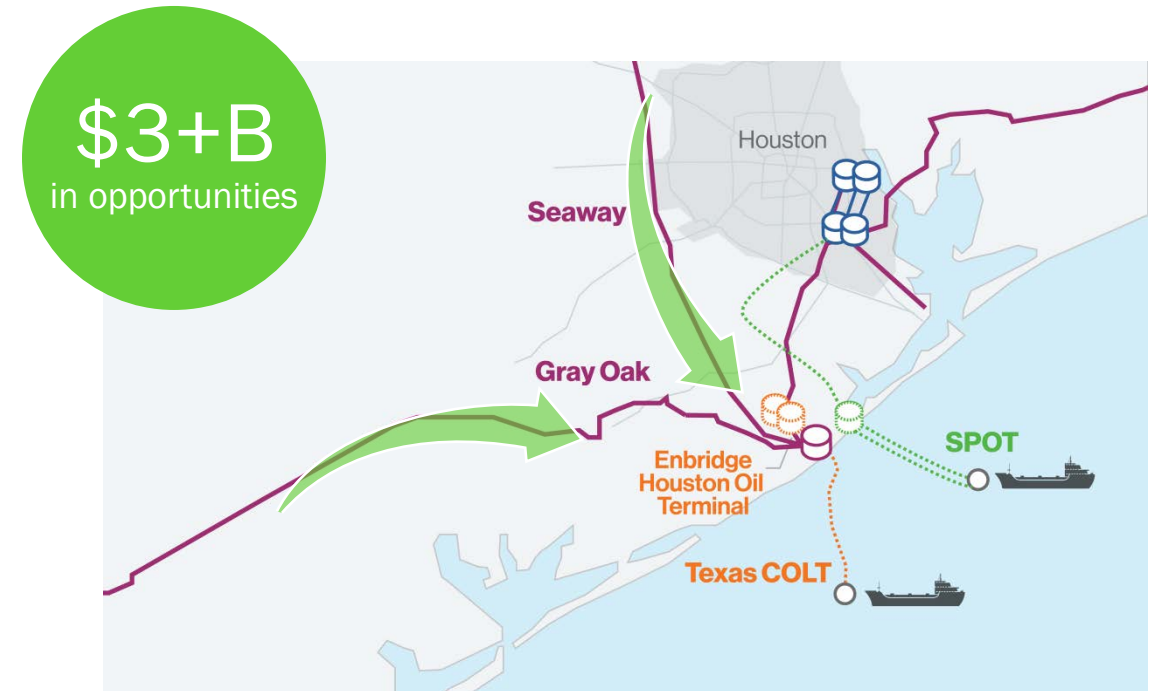 $3+B
in opportunities
Houston
Seaway
Gray Oak
Enbridge
Houston Oil
Terminal
SPOT
Texas COLT